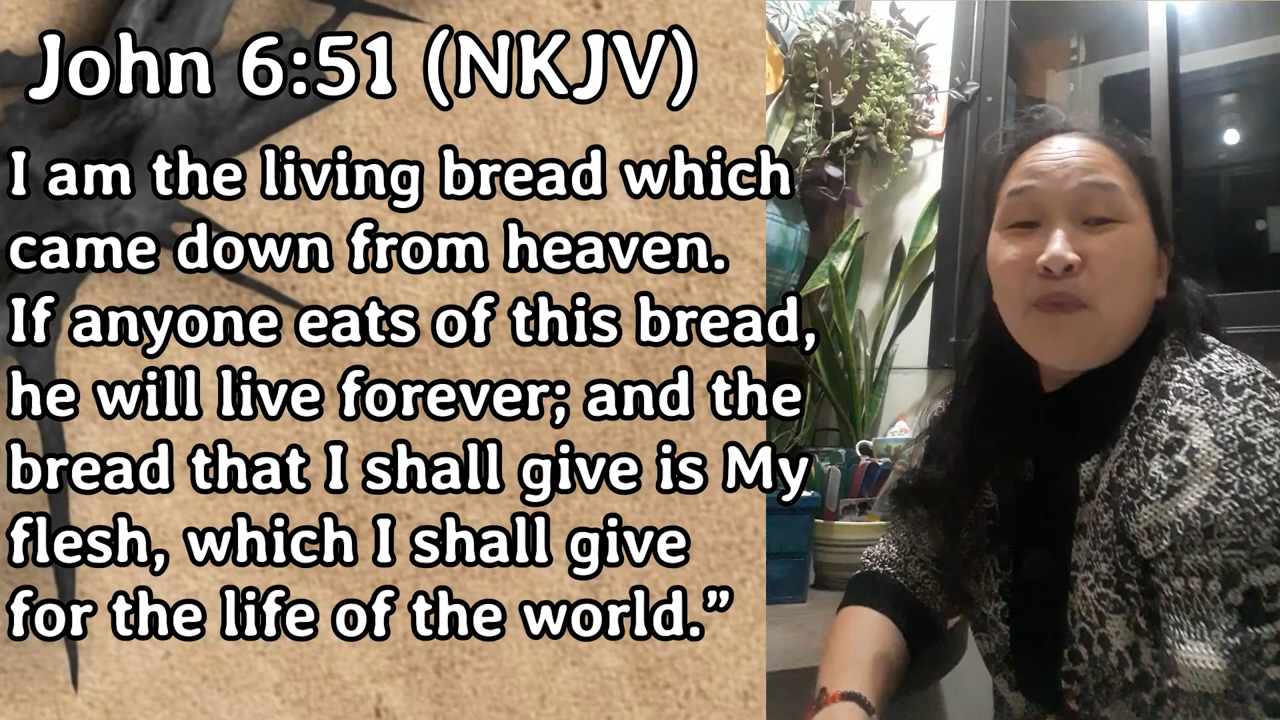 John 6:51 (NKJV)
I am the living bread which
came down from heaven.
If anyone eats of this bread,
he will live forever; and the
bread that I shall give is My
flesh, which I shall give
for the life of the world.”